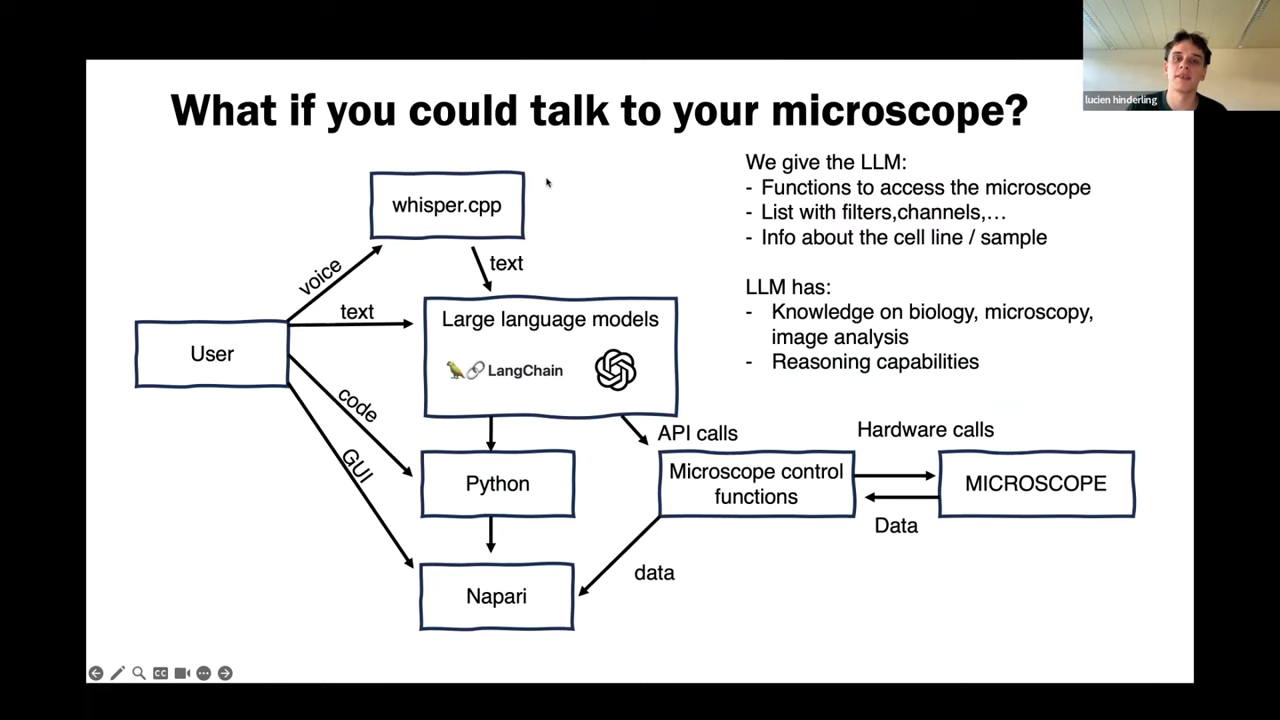 What if you could talk to your microscope?
lucien hinderling
We give the LLM:
- Functions to access the microscope
- List with filters,channels,…
- Info about the cell line / sample
LLM has:
- Knowledge on biology, microscopy,
image analysis
- Reasoning capabilities
whisper.cpp
voice
text
text
User
Large language models
LangChain
code
GUI
API calls
Hardware calls
Python
Microscope control
functions
MICROSCOPE
Data
data
Napari
CC